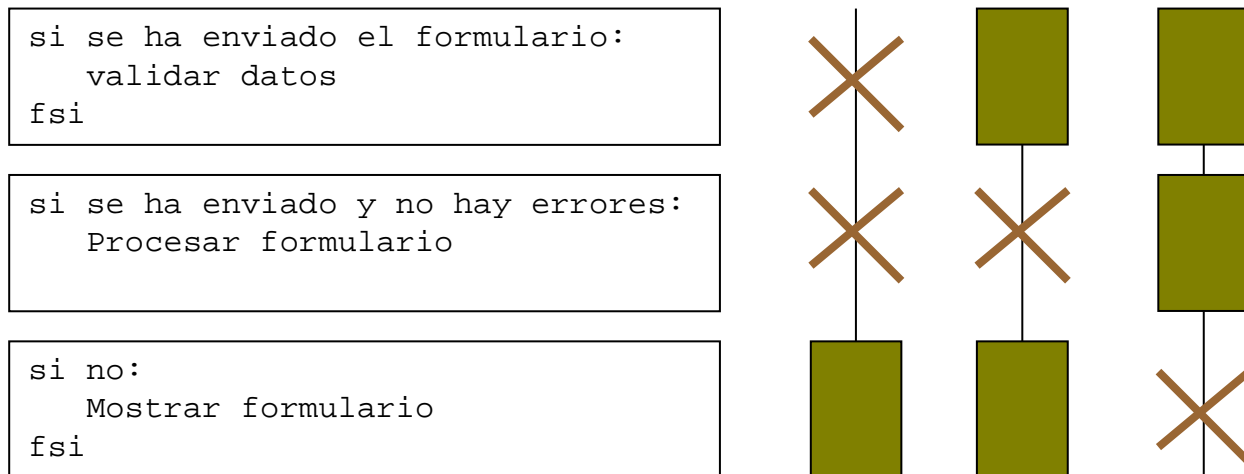 si se ha enviado el formulario:
validar datos
fsi
si se ha enviado y no hay errores:
Procesar formulario
si no:
Mostrar formulario
fsi